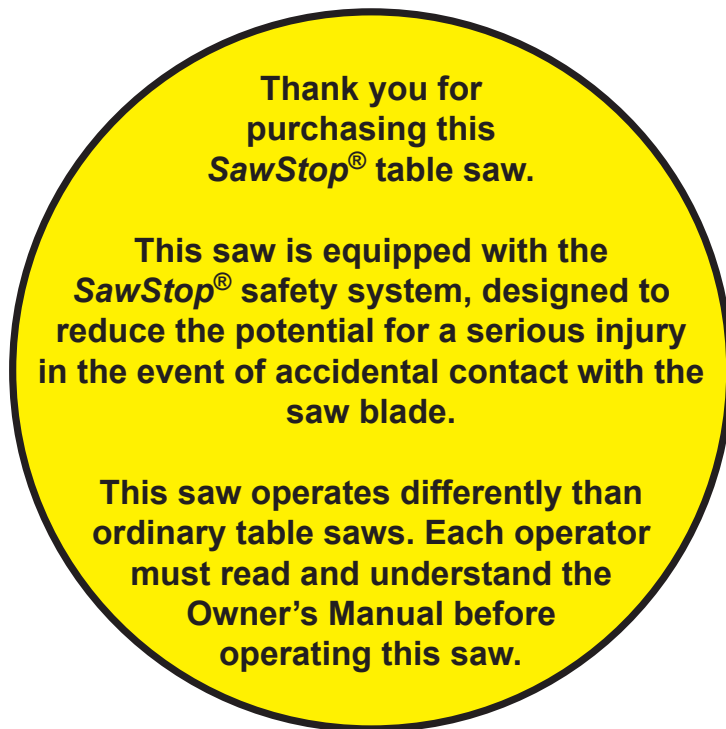 Thank you for
purchasing this
SawStop® table saw.
This saw is equipped with the
SawStop® safety system, designed to
reduce the potential for a serious injury
in the event of accidental contact with the
saw blade.
This saw operates differently than
ordinary table saws. Each operator
must read and understand the
Owner’s Manual before
operating this saw.